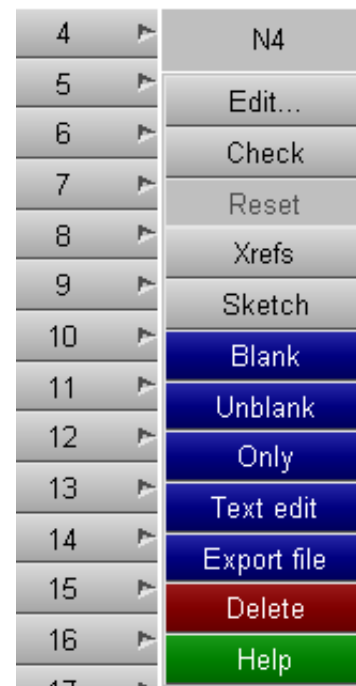 4
5
6
7
8
9
10
11
12
13
14
15
16
17
N4
Edit...
Check
Reset
Xrefs
Sketch
Blank
Unblank
Only
Text edit
Export file
Delete
Help